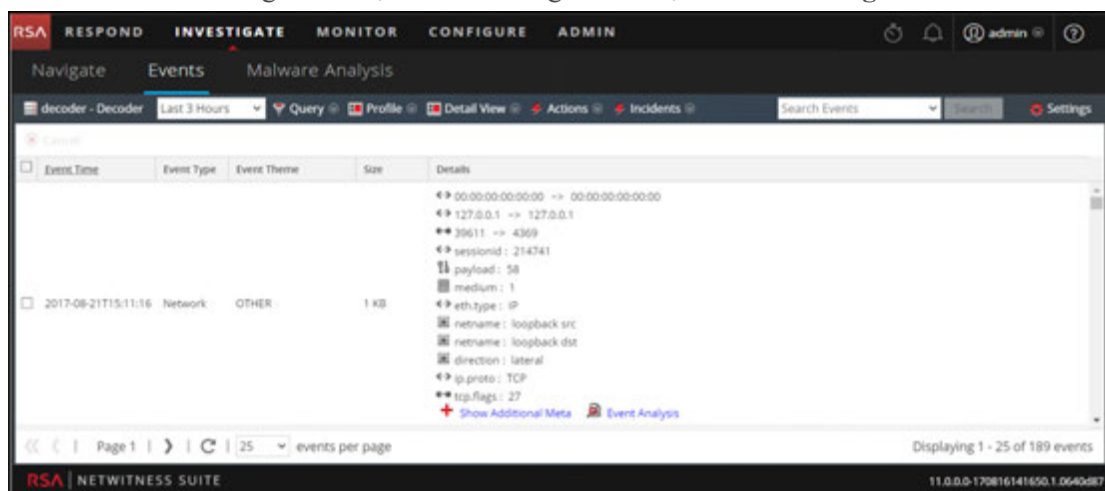 RSA RESPOND INVESTIGATE MONITOR CONFIGURE ADMIN admin
Navigate Events Malware Analysis
decoder - Decoder Last 3 Hours Query Profile Detail View Actions Incidents Search Events Search Settings
Cancel
Event Time Event Type Event Theme Size Details
00:00:00:00:00:00 -> 00:00:00:00:00:00
127.0.0.1 -> 127.0.0.1
39611 -> 4369
sessionid : 214741
payload : 58
medium : 1
2017-08-21T15:11:16 Network OTHER 1 KB eth.type : IP
netname : loopback src
netname : loopback dst
direction : lateral
ip.proto : TCP
tcp.flags : 27
Show Additional Meta Event Analysis
Page 1 25 events per page Displaying 1 - 25 of 189 events
RSA NETWITNESS SUITE 11.0.0.0-170816141650.1.0640d87